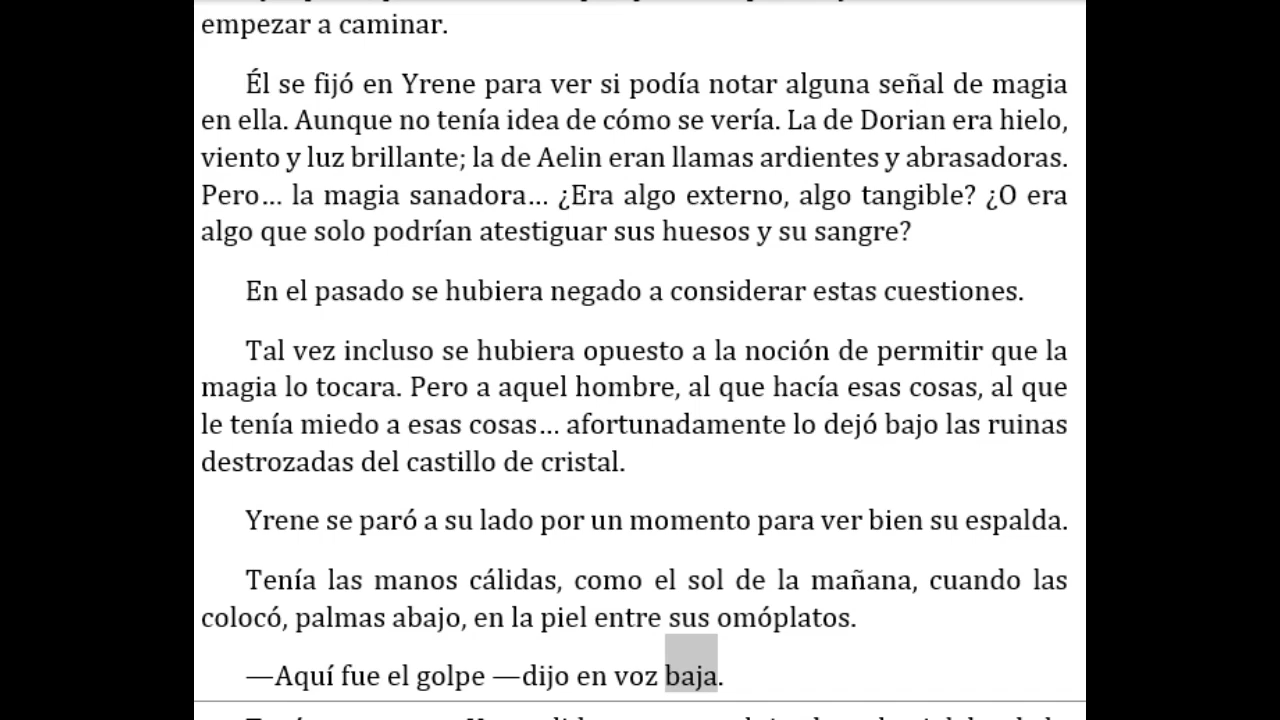 empezar a caminar.
Él se fijó en Yrene para ver si podía notar alguna señal de magia
en ella. Aunque no tenía idea de cómo se vería. La de Dorian era hielo,
viento y luz brillante; la de Aelin eran llamas ardientes y abrasadoras.
Pero… la magia sanadora… ¿Era algo externo, algo tangible? ¿O era
algo que solo podrían atestiguar sus huesos y su sangre?
En el pasado se hubiera negado a considerar estas cuestiones.
Tal vez incluso se hubiera opuesto a la noción de permitir que la
magia lo tocara. Pero a aquel hombre, al que hacía esas cosas, al que
le tenía miedo a esas cosas… afortunadamente lo dejó bajo las ruinas
destrozadas del castillo de cristal.
Yrene se paró a su lado por un momento para ver bien su espalda.
Tenía las manos cálidas, como el sol de la mañana, cuando las
colocó, palmas abajo, en la piel entre sus omóplatos.
—Aquí fue el golpe —dijo en voz baja.